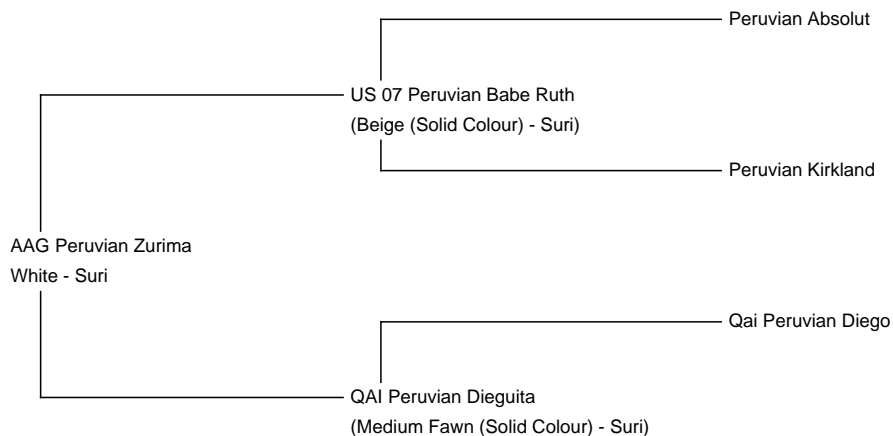 Peruvian Absolut
US 07 Peruvian Babe Ruth
(Beige (Solid Colour) - Suri)
Peruvian Kirkland
AAG Peruvian Zurima
White - Suri
Qai Peruvian Diego
QAI Peruvian Dieguita
(Medium Fawn (Solid Colour) - Suri)